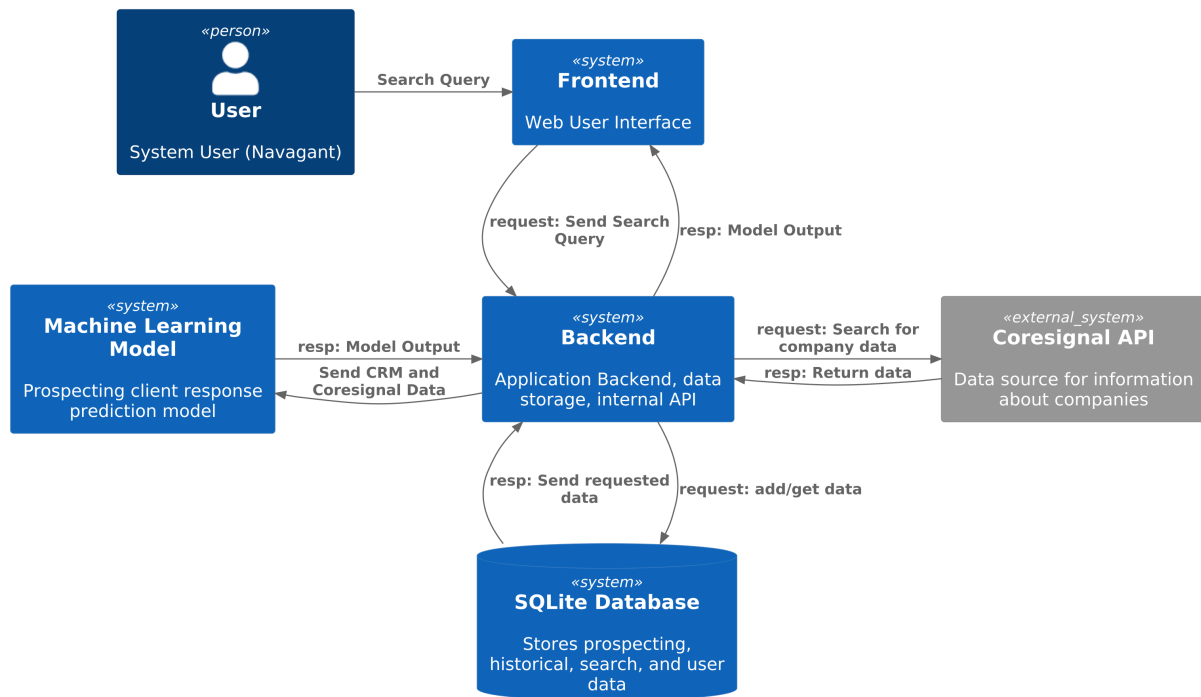 «person»
User
System User (Navagant)
Search Query
«system»
Frontend
Web User Interface
request: Send Search
Query
resp: Model Output
«system»
Machine Learning
Model
Prospecting client response
prediction model
resp: Model Output
Send CRM and
Coresignal Data
«system»
Backend
Application Backend, data
storage, internal API
request: Search for
company data
resp: Return data
«external_system»
Coresignal API
Data source for information
about companies
resp: Send requested
data
request: add/get data
«system»
SQLite Database
Stores prospecting,
historical, search, and user
data